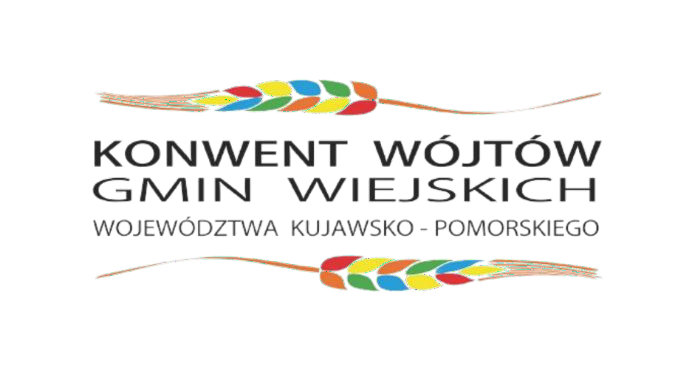 KONWENT WÓJTÓW
GMIN WIEJSKICH
WOJEWÓDZTWA KUJAWSKO - POMORSKIEGO